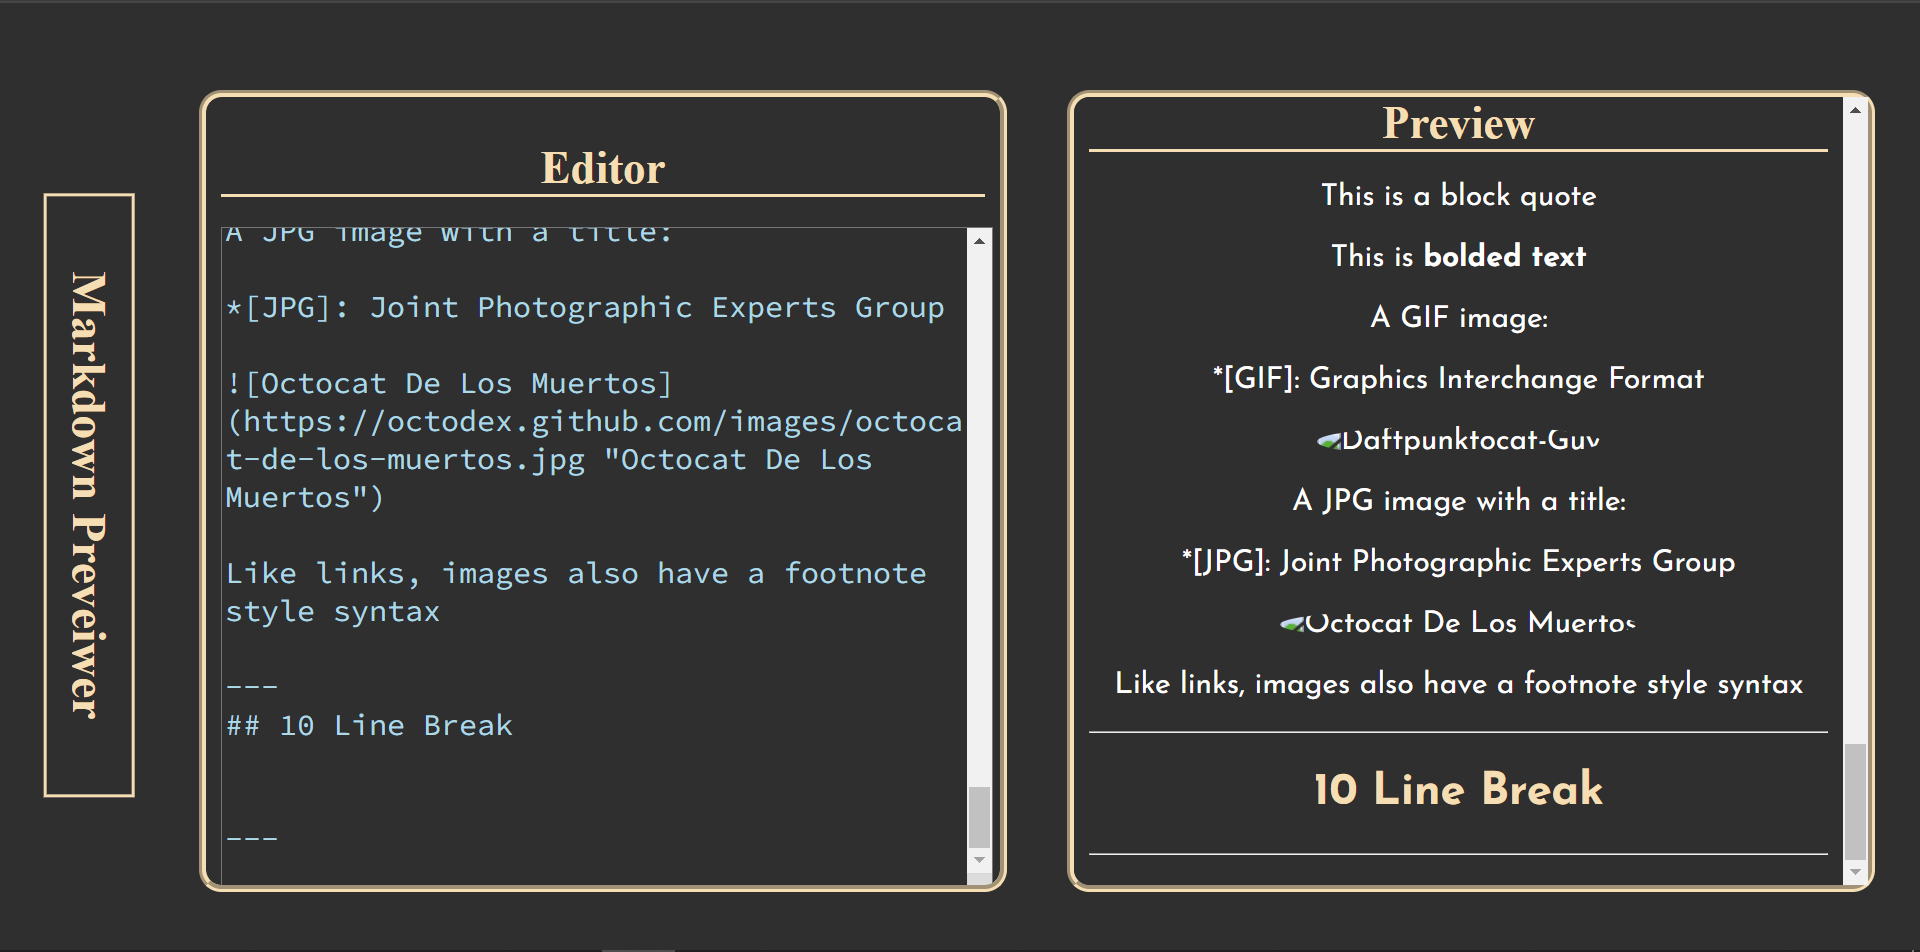 Markdown Preveiwer
Editor
A JPG image with a title:
*[JPG]: Joint Photographic Experts Group
![Octocat De Los Muertos]
(https://octodex.github.com/images/octoca
t-de-los-muertos.jpg "Octocat De Los
Muertos")
Like links, images also have a footnote
style syntax
---
## 10 Line Break
---
Preview
This is a block quote
This is bolded text
A GIF image:
*[GIF]: Graphics Interchange Format
Daftpunktocat-Guy
A JPG image with a title:
*[JPG]: Joint Photographic Experts Group
Octocat De Los Muertos
Like links, images also have a footnote style syntax
10 Line Break